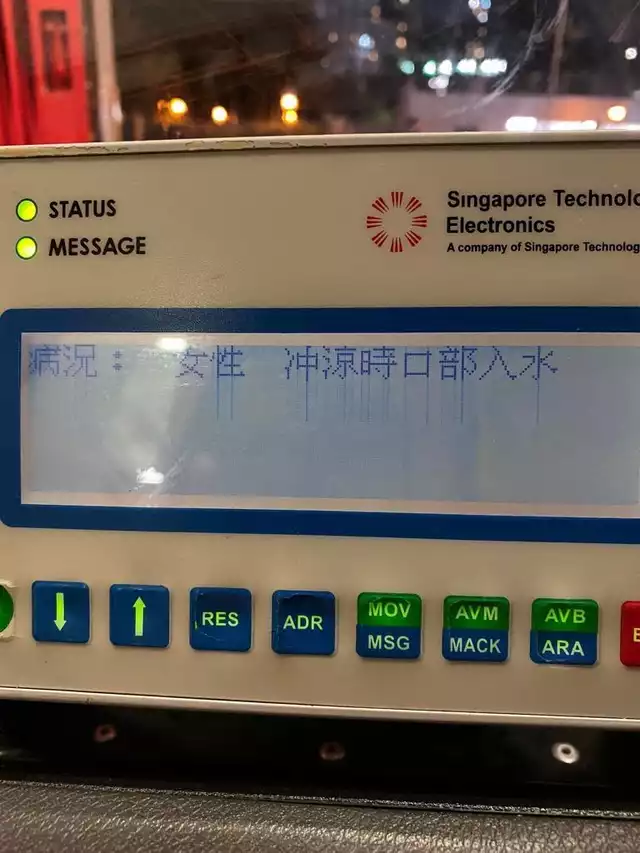 STATUS
MESSAGE
Singapore Technolo
Electronics
A company of Singapore Technolog
病況： 女性 冲涼時口部入水
RES
ADR
MOV
MSG
AVM
MACK
AVB
ARA